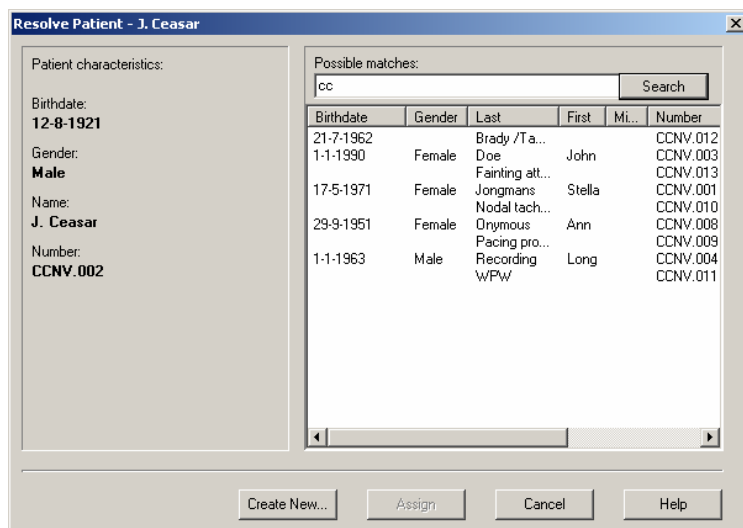 Resolve Patient - J. Ceasar
Patient characteristics:
Birthdate:
12-8-1921
Gender:
Male
Name:
J. Ceasar
Number:
CCNV.002
Possible matches:
cc
Search
Birthdate Gender Last First Mi... Number
21-7-1962 Brady /Ta... CCNV.012
1-1-1990 Female Doe John CCNV.003
Fainting att... CCNV.013
17-5-1971 Female Jongmans Stella CCNV.001
Nodal tach... CCNV.010
29-9-1951 Female Onymous Ann CCNV.008
Pacing pro... CCNV.009
1-1-1963 Male Recording Long CCNV.004
WPW CCNV.011
Create New... Assign Cancel Help